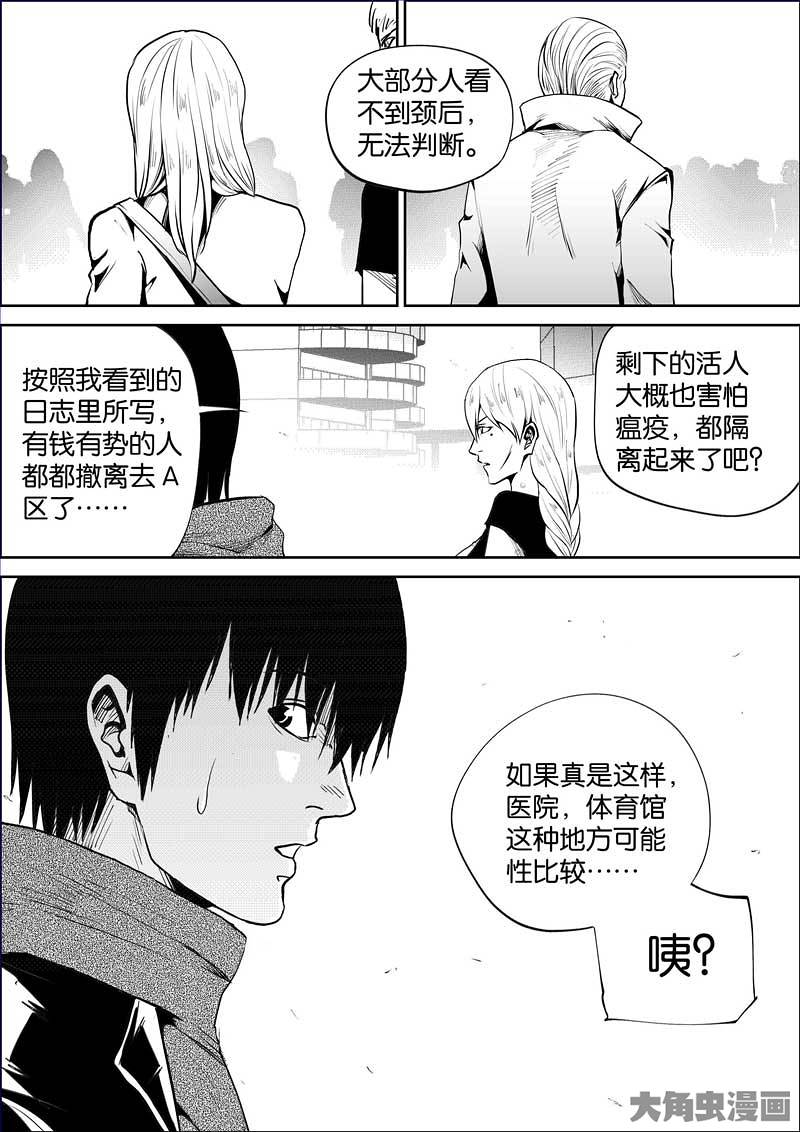 大部分人看
不到颈后，
无法判断。
按照我看到的
日志里所写，
有钱有势的人
都都撤离去A
区了……
剩下的活人
大概也害怕
瘟疫，都隔
离起来了吧？
如果真是这样，
医院，体育馆
这种地方可能
性比较……
咦？
大角虫漫画